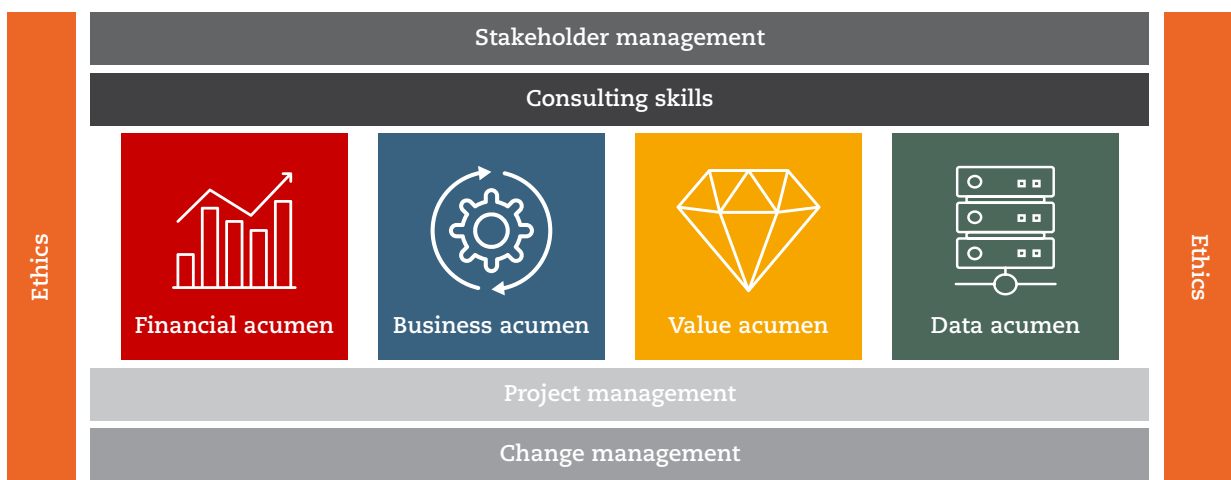 Stakeholder management
Consulting skills
Ethics
Financial acumen
Business acumen
Value acumen
Data acumen
Ethics
Project management
Change management